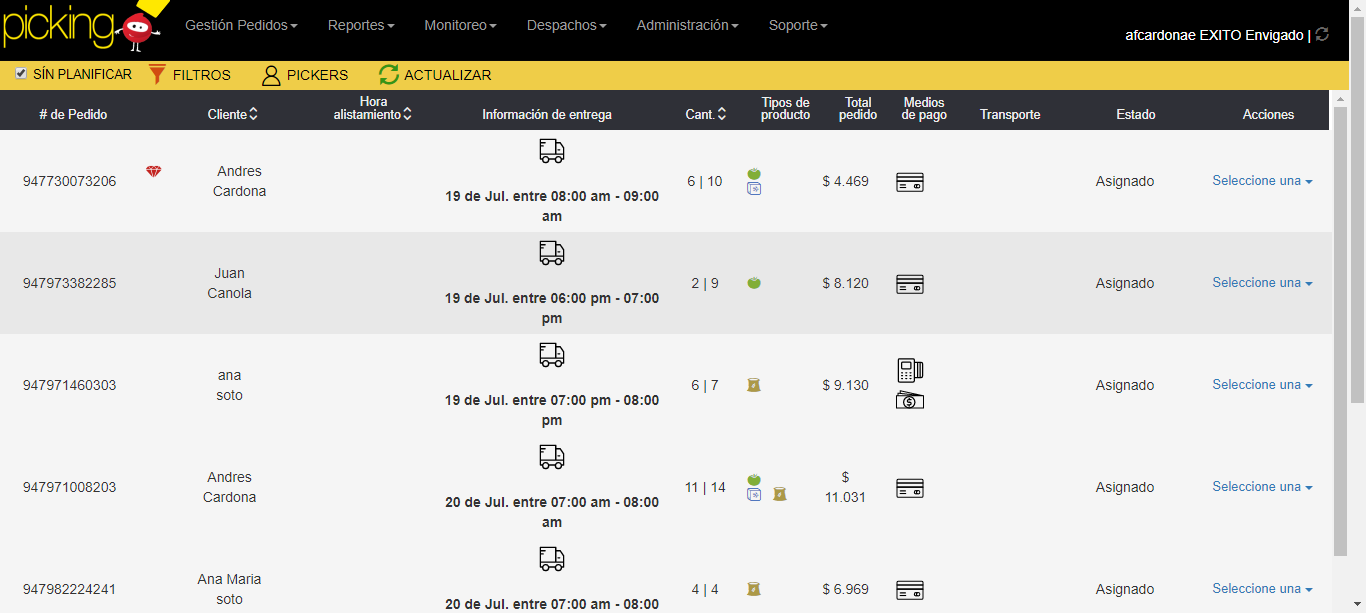 picking
Gestión Pedidos Reportes Monitoreo Despachos Administración Soporte
afcardonae EXITO Envigado |
SÍN PLANIFICAR FILTROS PICKERS ACTUALIZAR
# de Pedido Cliente Hora alistamiento Información de entrega Cant. Tipos de producto Total pedido Medios de pago Transporte Estado Acciones
947730073206 Andres Cardona 19 de Jul. entre 08:00 am - 09:00 am 6 | 10 $ 4.469 Asignado Seleccione una
947973382285 Juan Canola 19 de Jul. entre 06:00 pm - 07:00 pm 2 | 9 $ 8.120 Asignado Seleccione una
947971460303 ana soto 19 de Jul. entre 07:00 pm - 08:00 pm 6 | 7 $ 9.130 Asignado Seleccione una
947971008203 Andres Cardona 20 de Jul. entre 07:00 am - 08:00 am 11 | 14 $ 11.031 Asignado Seleccione una
947982224241 Ana Maria soto 20 de Jul. entre 07:00 am - 08:00 4 | 4 $ 6.969 Asignado Seleccione una